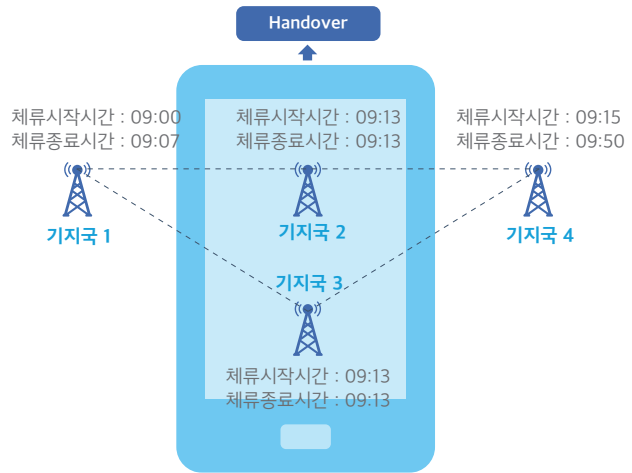 Handover
체류시작시간 : 09:00
체류종료시간 : 09:07
체류시작시간 : 09:13
체류종료시간 : 09:13
체류시작시간 : 09:15
체류종료시간 : 09:50
기지국 1
기지국 2
기지국 4
기지국 3
체류시작시간 : 09:13
체류종료시간 : 09:13